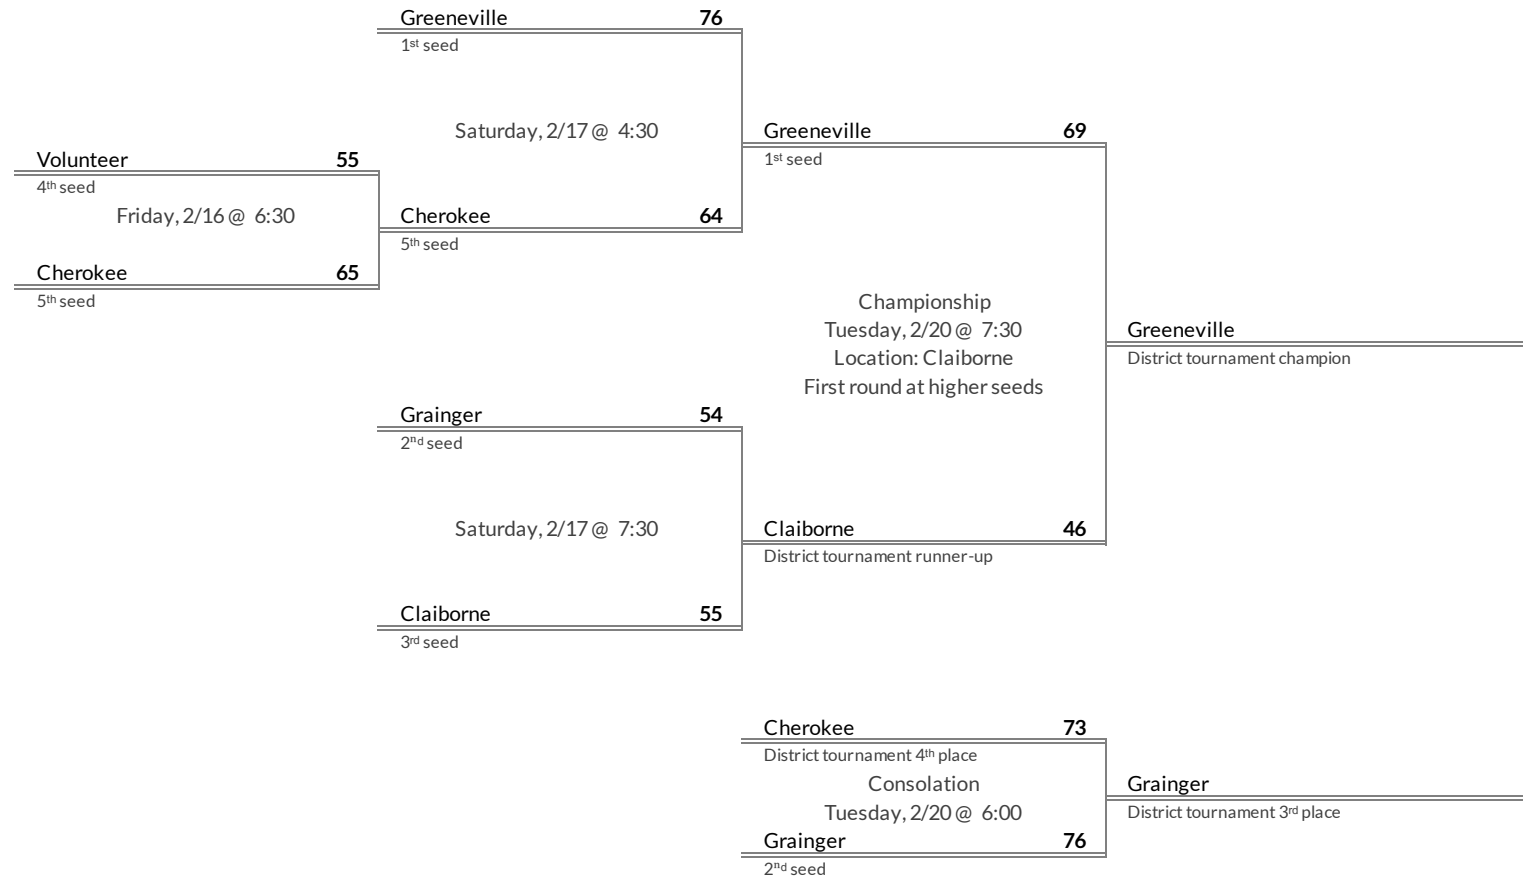 Greeneville 76
1st seed
Saturday, 2/17 @ 4:30
Greeneville 69
1st seed
Volunteer 55
4th seed
Friday, 2/16 @ 6:30
Cherokee 64
5th seed
Cherokee 65
5th seed
Championship
Tuesday, 2/20 @ 7:30
Location: Claiborne
First round at higher seeds
Greeneville
District tournament champion
Grainger 54
2nd seed
Saturday, 2/17 @ 7:30
Claiborne 46
District tournament runner-up
Claiborne 55
3rd seed
Cherokee 73
District tournament 4th place
Consolation
Tuesday, 2/20 @ 6:00
Grainger
District tournament 3rd place
Grainger 76
2nd seed